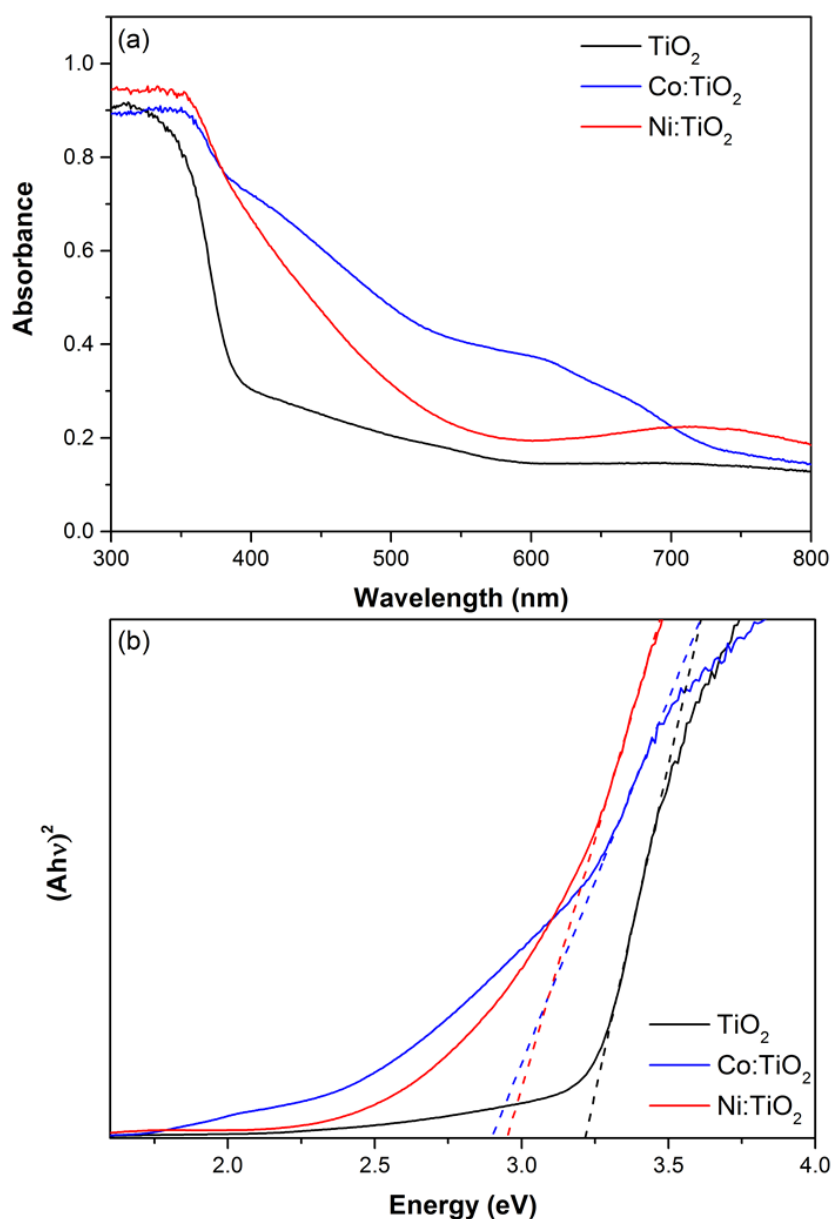 (a)
TiO₂
Co:TiO₂
Ni:TiO₂
1.0
0.8
0.6
0.4
0.2
0.0
Absorbance
300 400 500 600 700 800
Wavelength (nm)
(b)
(Ahν)²
TiO₂
Co:TiO₂
Ni:TiO₂
2.0 2.5 3.0 3.5 4.0
Energy (eV)